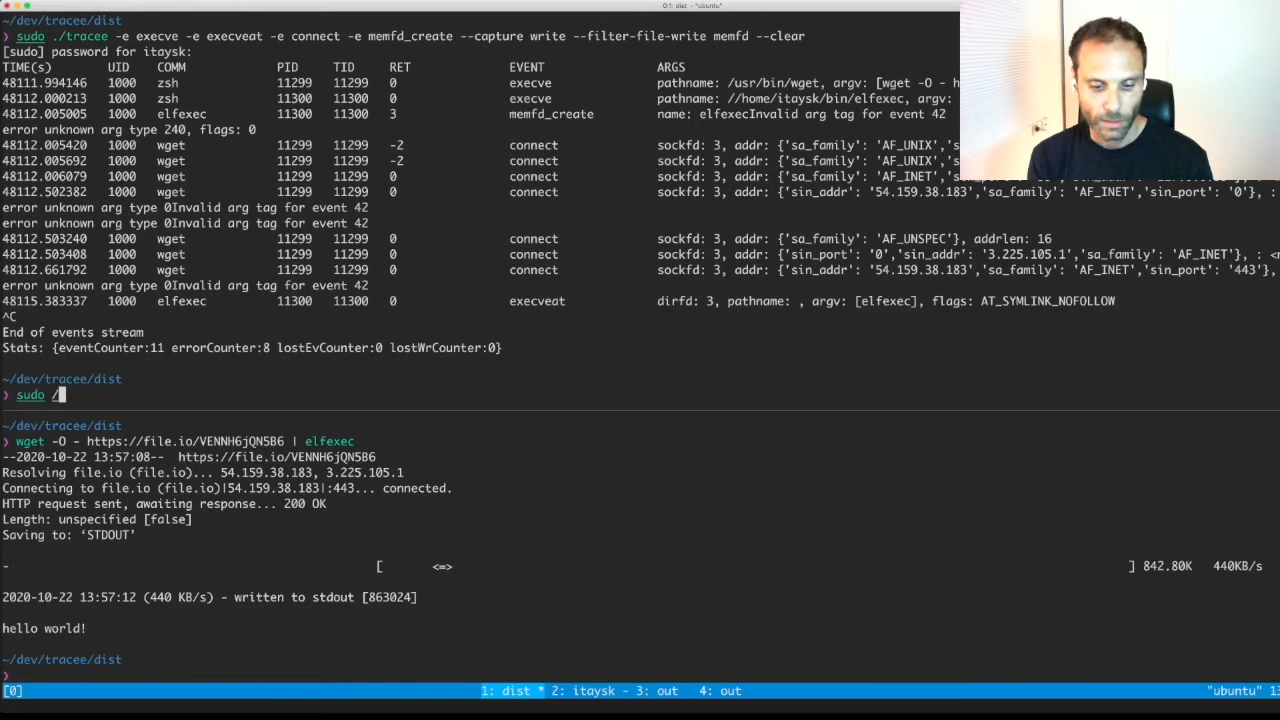 0:1: dist - "ubuntu"
~/dev/tracee/dist
❯ sudo ./tracee -e execve -e execveat -e connect -e memfd_create --capture write --filter-file-write memfd --clear
[sudo] password for itaysk:
TIME(s) UID COMM PID TID RET EVENT ARGS
48111.994146 1000 zsh 11299 11299 0 execve pathname: /usr/bin/wget, argv: [wget -O - h
48112.000213 1000 zsh 11300 11300 0 execve pathname: //home/itaysk/bin/elfexec, argv:
48112.005005 1000 elfexec 11300 11300 3 memfd_create name: elfexecInvalid arg tag for event 42
error unknown arg type 240, flags: 0
48112.005420 1000 wget 11299 11299 -2 connect sockfd: 3, addr: {'sa_family': 'AF_UNIX','s
48112.005692 1000 wget 11299 11299 -2 connect sockfd: 3, addr: {'sa_family': 'AF_UNIX','s
48112.006079 1000 wget 11299 11299 0 connect sockfd: 3, addr: {'sa_family': 'AF_INET','s
48112.502382 1000 wget 11299 11299 0 connect sockfd: 3, addr: {'sin_addr': '54.159.38.183','sa_family': 'AF_INET','sin_port': '0'}, :
error unknown arg type 0Invalid arg tag for event 42
error unknown arg type 0Invalid arg tag for event 42
48112.503240 1000 wget 11299 11299 0 connect sockfd: 3, addr: {'sa_family': 'AF_UNSPEC'}, addrlen: 16
48112.503408 1000 wget 11299 11299 0 connect sockfd: 3, addr: {'sin_port': '0','sin_addr': '3.225.105.1','sa_family': 'AF_INET'}, : <n
48112.661792 1000 wget 11299 11299 0 connect sockfd: 3, addr: {'sin_addr': '54.159.38.183','sa_family': 'AF_INET','sin_port': '443'},
error unknown arg type 0Invalid arg tag for event 42
48115.383337 1000 elfexec 11300 11300 0 execveat dirfd: 3, pathname: , argv: [elfexec], flags: AT_SYMLINK_NOFOLLOW
^C
End of events stream
Stats: {eventCounter:11 errorCounter:8 lostEvCounter:0 lostWrCounter:0}
~/dev/tracee/dist
❯ sudo /
~/dev/tracee/dist
❯ wget -O - https://file.io/VENNH6jQN5B6 | elfexec
--2020-10-22 13:57:08-- https://file.io/VENNH6jQN5B6
Resolving file.io (file.io)... 54.159.38.183, 3.225.105.1
Connecting to file.io (file.io)|54.159.38.183|:443... connected.
HTTP request sent, awaiting response... 200 OK
Length: unspecified [false]
Saving to: ‘STDOUT’
- [ <=> ] 842.80K 440KB/s
2020-10-22 13:57:12 (440 KB/s) - written to stdout [863024]
hello world!
~/dev/tracee/dist
❯
[0] 1: dist * 2: itaysk - 3: out 4: out "ubuntu" 13